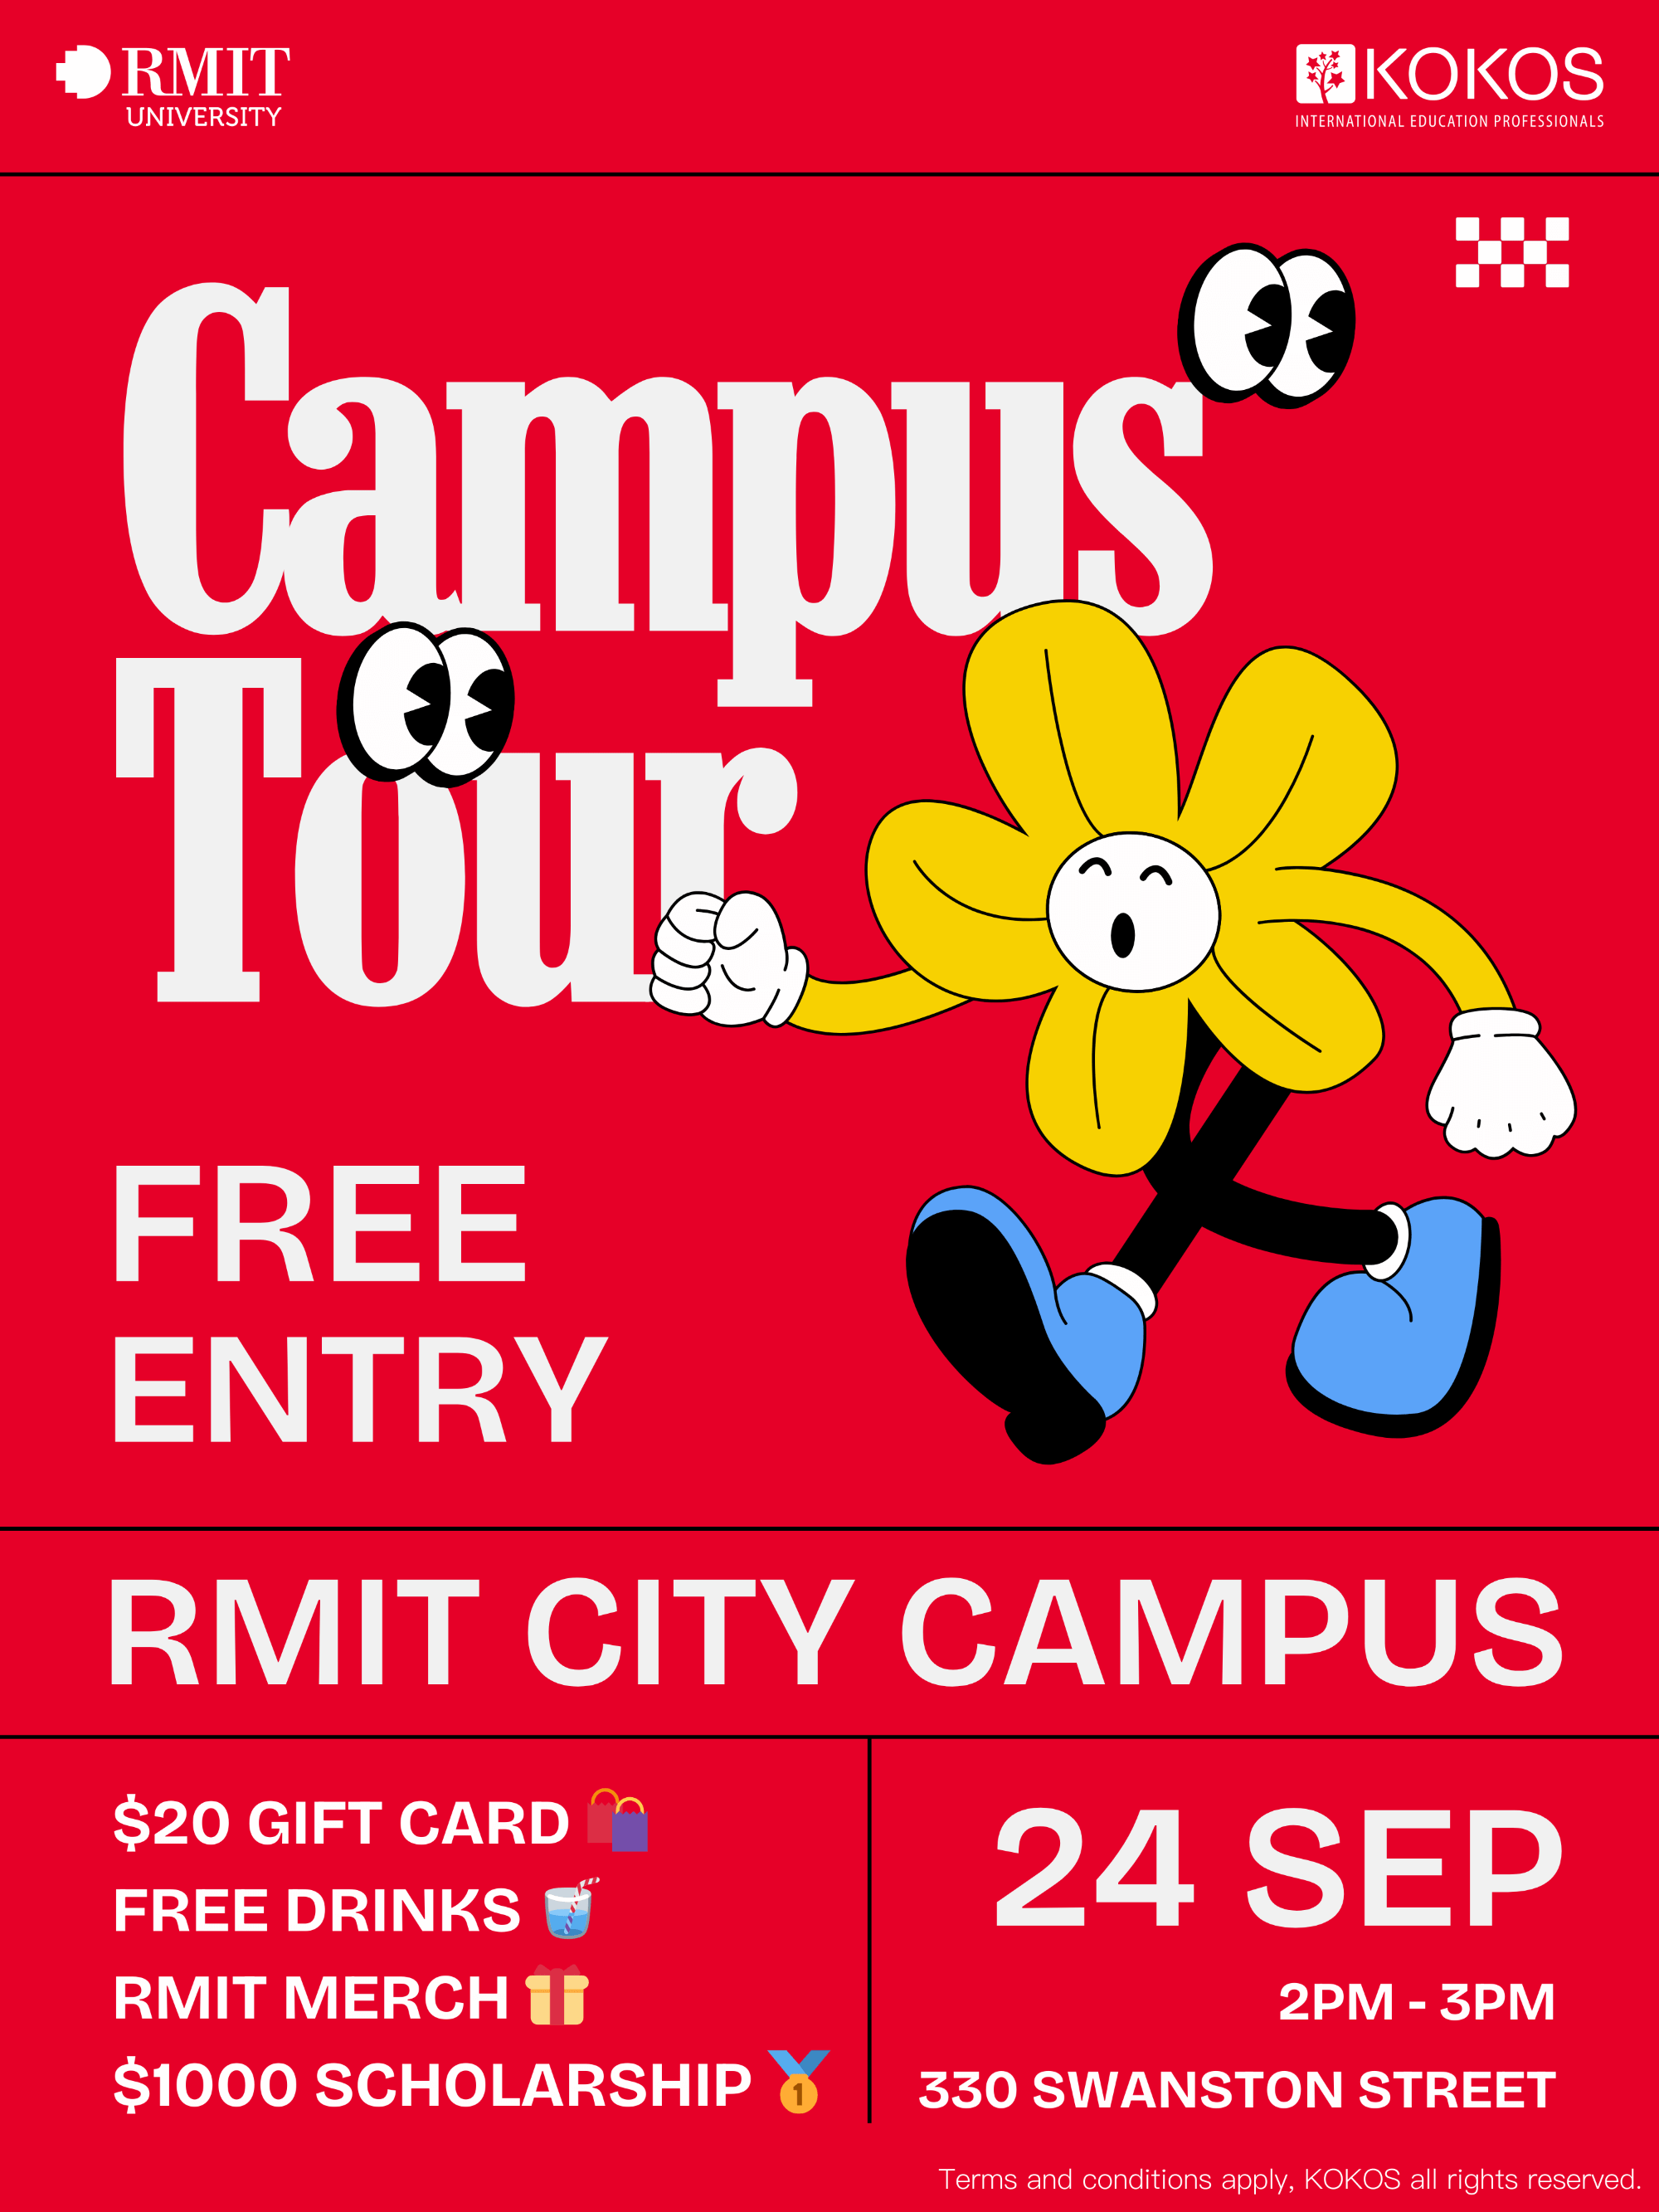 RMIT
UNIVERSITY
KOKOS
INTERNATIONAL EDUCATION PROFESSIONALS
Campus
Tour
FREE
ENTRY
RMIT CITY CAMPUS
$20 GIFT CARD
FREE DRINKS
RMIT MERCH
$1000 SCHOLARSHIP
1
24 SEP
2PM - 3PM
330 SWANSTON STREET
Terms and conditions apply, KOKOS all rights reserved.